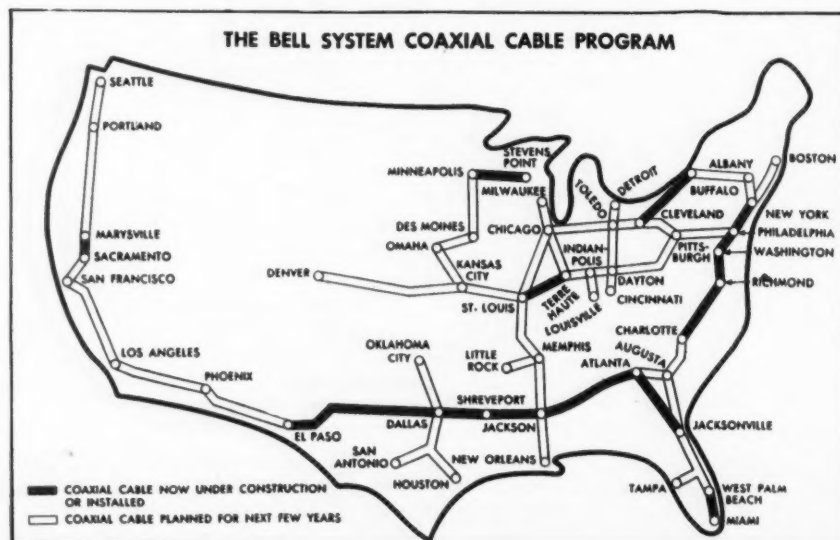 THE BELL SYSTEM COAXIAL CABLE PROGRAM
SEATTLE
PORTLAND
MARYSVILLE
SACRAMENTO
SAN FRANCISCO
LOS ANGELES
PHOENIX
EL PASO
DENVER
MINNEAPOLIS
STEVENS
POINT
MILWAUKEE
DES MOINES
OMAHA
CHICAGO
KANSAS
CITY
ST. LOUIS
TERRE
HAUTE
INDIAN-
POLIS
LOUISVILLE
TOLEDO
DETROIT
CLEVELAND
DAYTON
CINCINNATI
ALBANY
BUFFALO
BOSTON
NEW YORK
PHILADELPHIA
PITTS-
BURGH
WASHINGTON
RICHMOND
CHARLOTTE
AUGUSTA
ATLANTA
OKLAHOMA
CITY
LITTLE
ROCK
MEMPHIS
SHREVEPORT
DALLAS
JACKSON
SAN
ANTONIO
HOUSTON
NEW ORLEANS
JACKSONVILLE
TAMPA
WEST PALM
BEACH
MIAMI
COAXIAL CABLE NOW UNDER CONSTRUCTION
OR INSTALLED
COAXIAL CABLE PLANNED FOR NEXT FEW YEARS